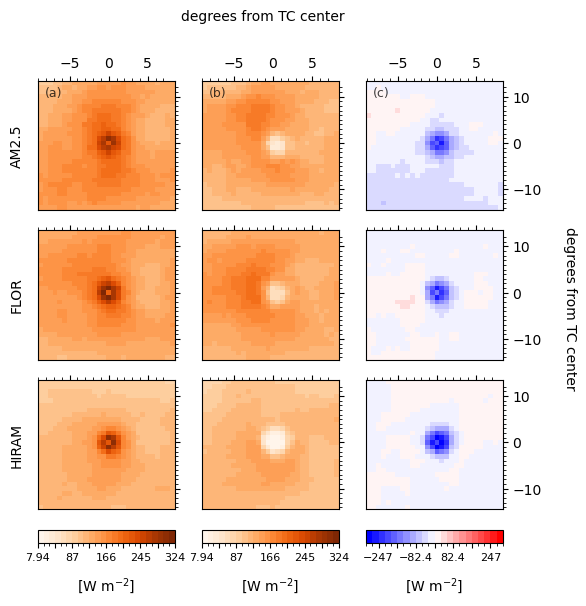 degrees from TC center
−5 0 5 −5 0 5 −5 0 5
(a) (b) (c)
10
AM2.5
0
−10
10
FLOR
0
−10
degrees from TC center
10
HIRAM
0
−10
7.94 87 166 245 324 7.94 87 166 245 324 −247 −82.4 82.4 247
[W m⁻²] [W m⁻²] [W m⁻²]